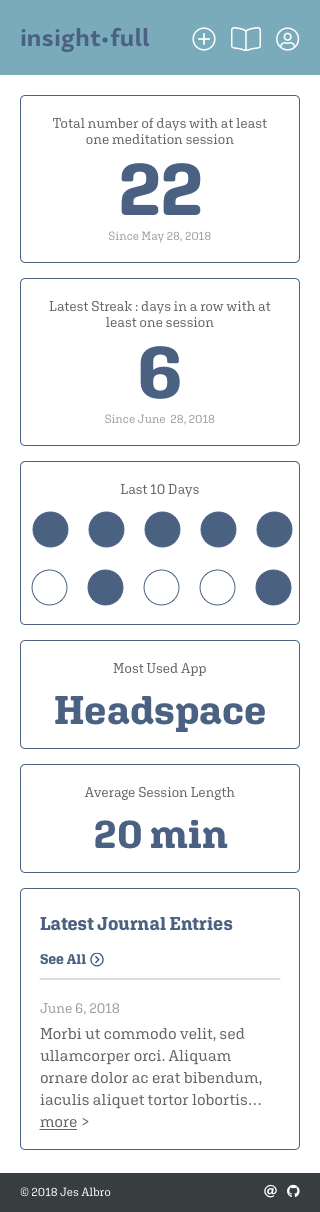 insight·full
Total number of days with at least
one meditation session
22
Since May 28, 2018
Latest Streak : days in a row with at
least one session
6
Since June 28, 2018
Last 10 Days
Most Used App
Headspace
Average Session Length
20 min
Latest Journal Entries
See All
June 6, 2018
Morbi ut commodo velit, sed
ullamcorper orci. Aliquam
ornare dolor ac erat bibendum,
iaculis aliquet tortor lobortis...
more >
© 2018 Jes Albro
@